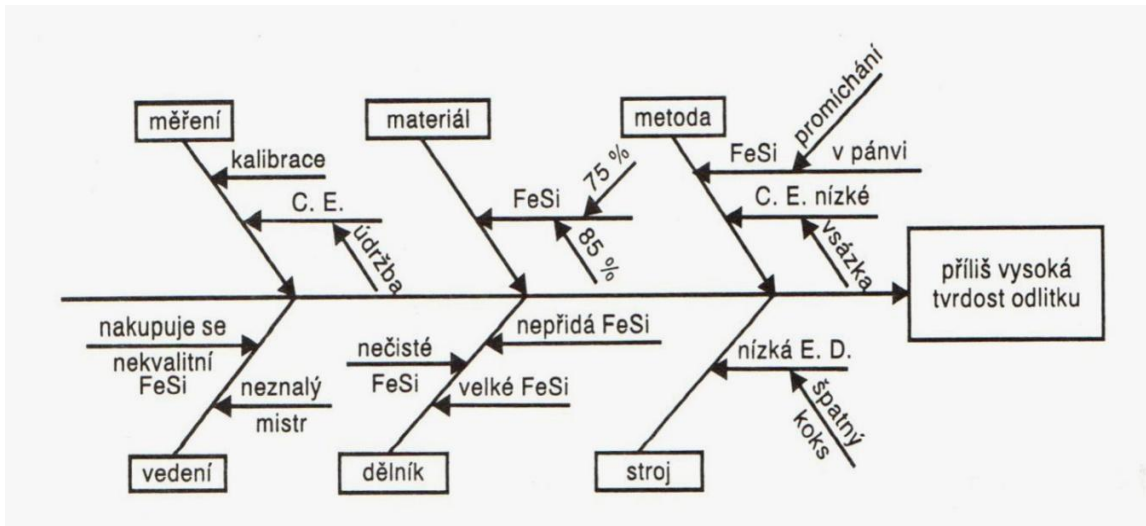 měření
materiál
metoda
promíchání
kalibrace
FeSi v pánvi
75 %
C. E.
FeSi
C. E. nízké
údržba
85 %
vsázka
příliš vysoká
tvrdost odlitku
nakupuje se
nekvalitní
FeSi
neznalý
mistr
nepřidá FeSi
nečisté
FeSi
velké FeSi
nízká E. D.
špatný
koks
vedení
dělník
stroj